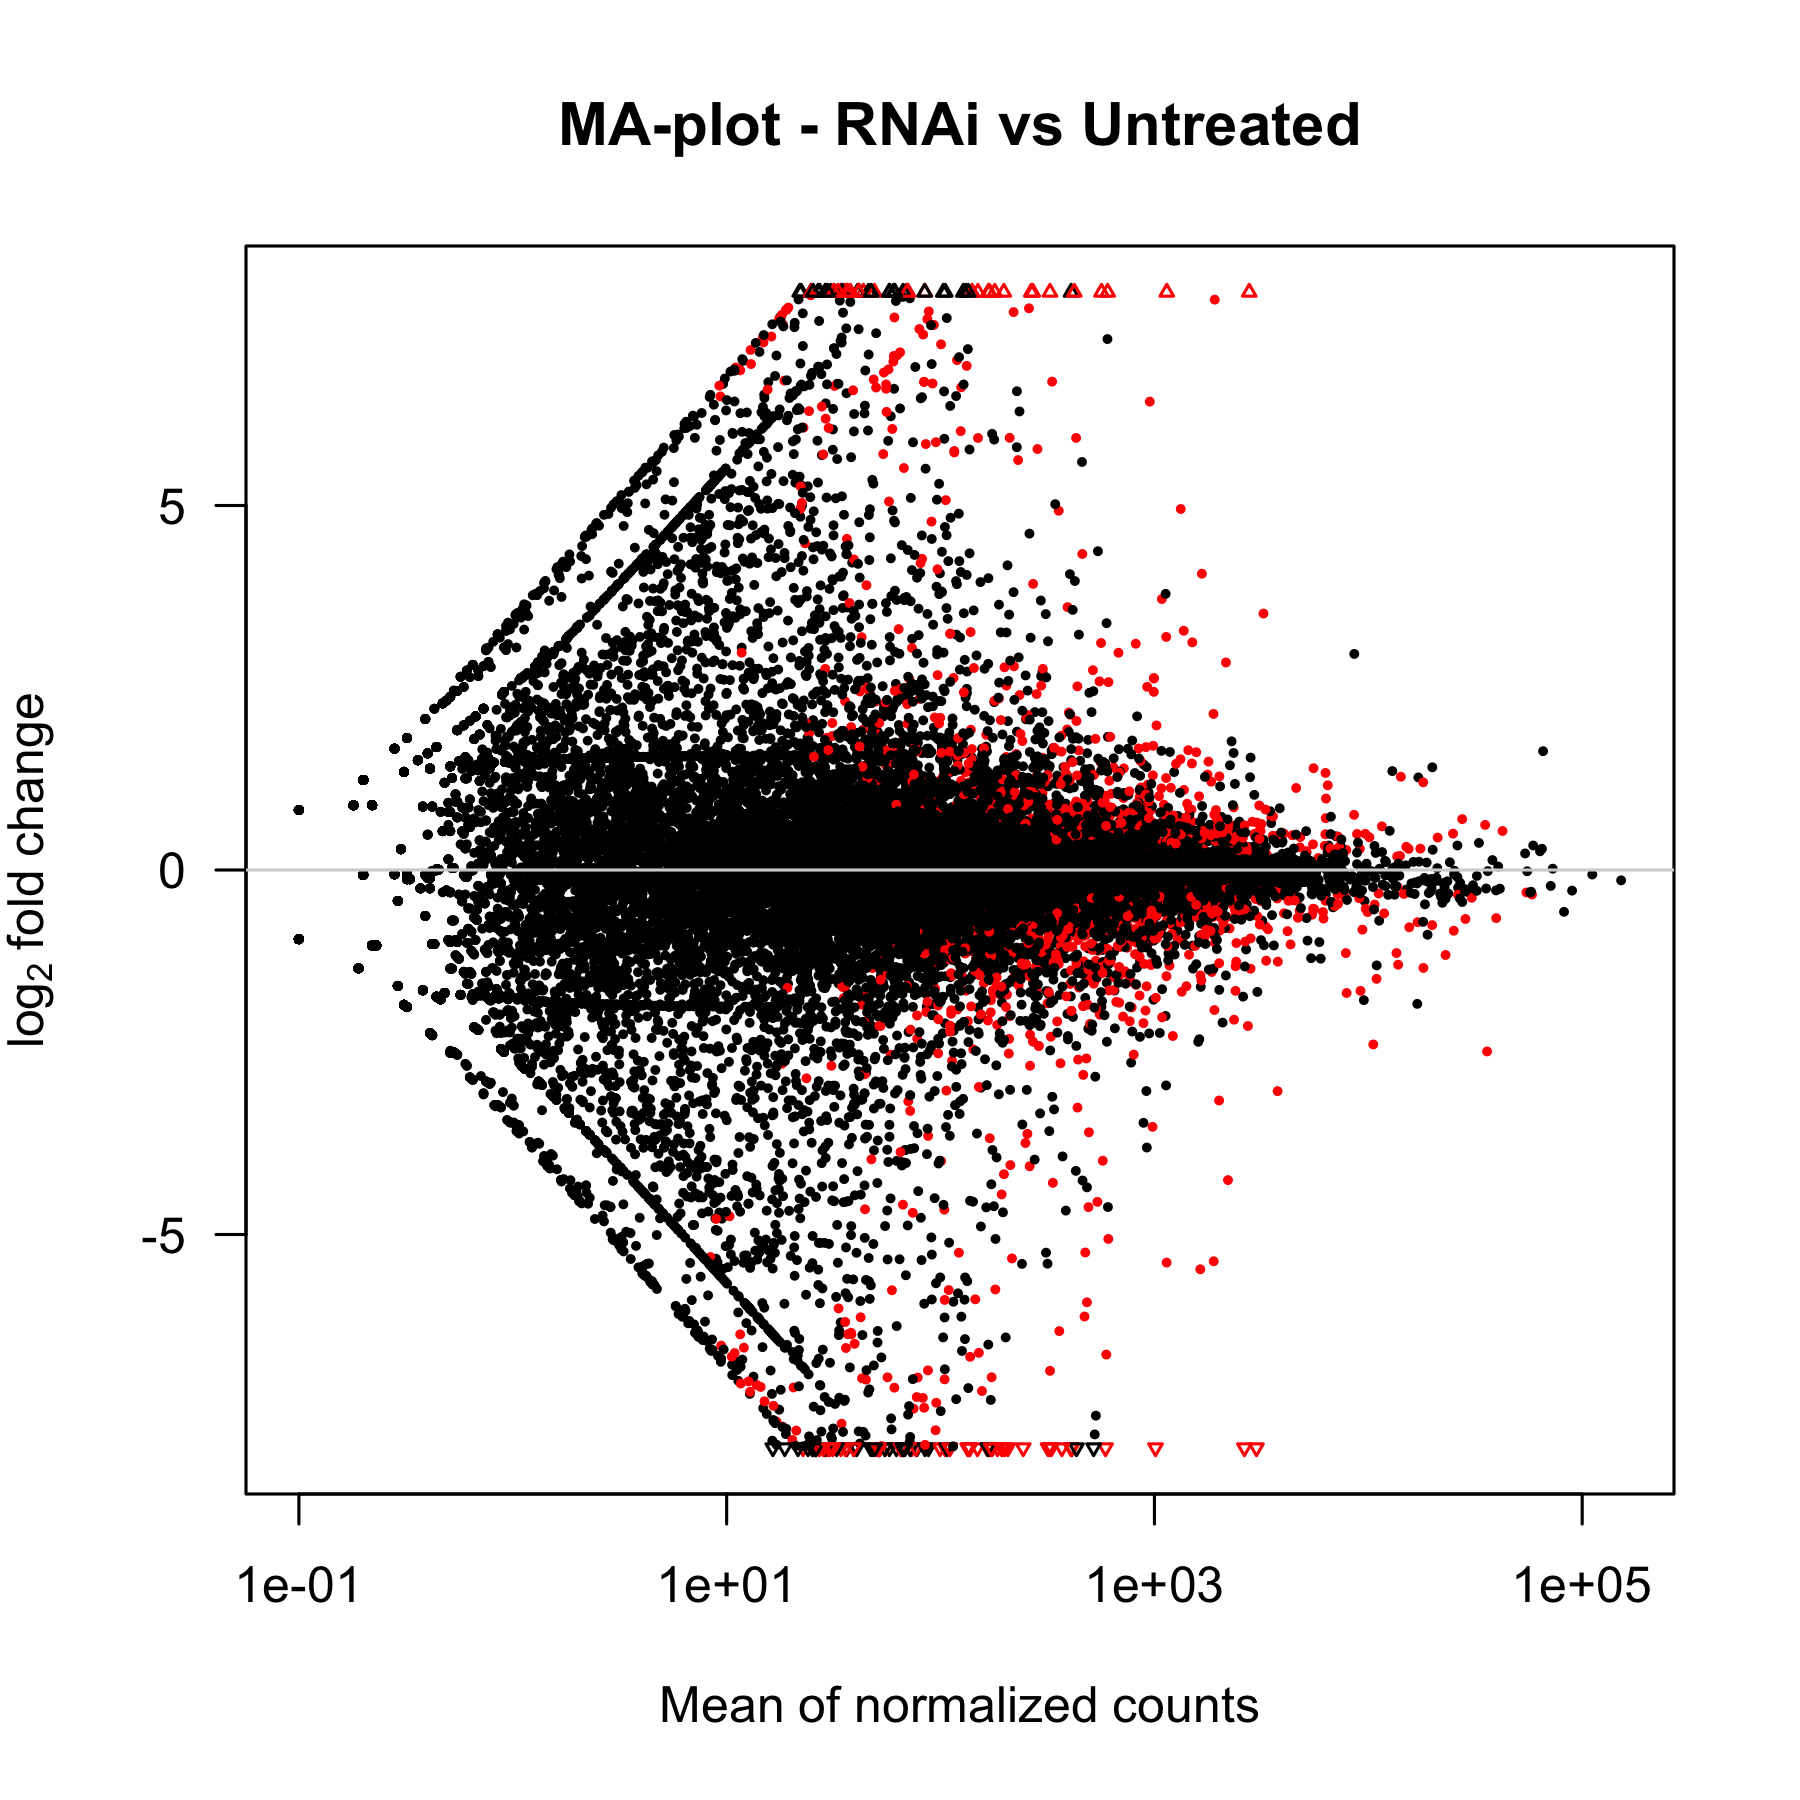 MA-plot - RNAi vs Untreated
log₂ fold change
5
0
-5
1e-01 1e+01 1e+03 1e+05
Mean of normalized counts